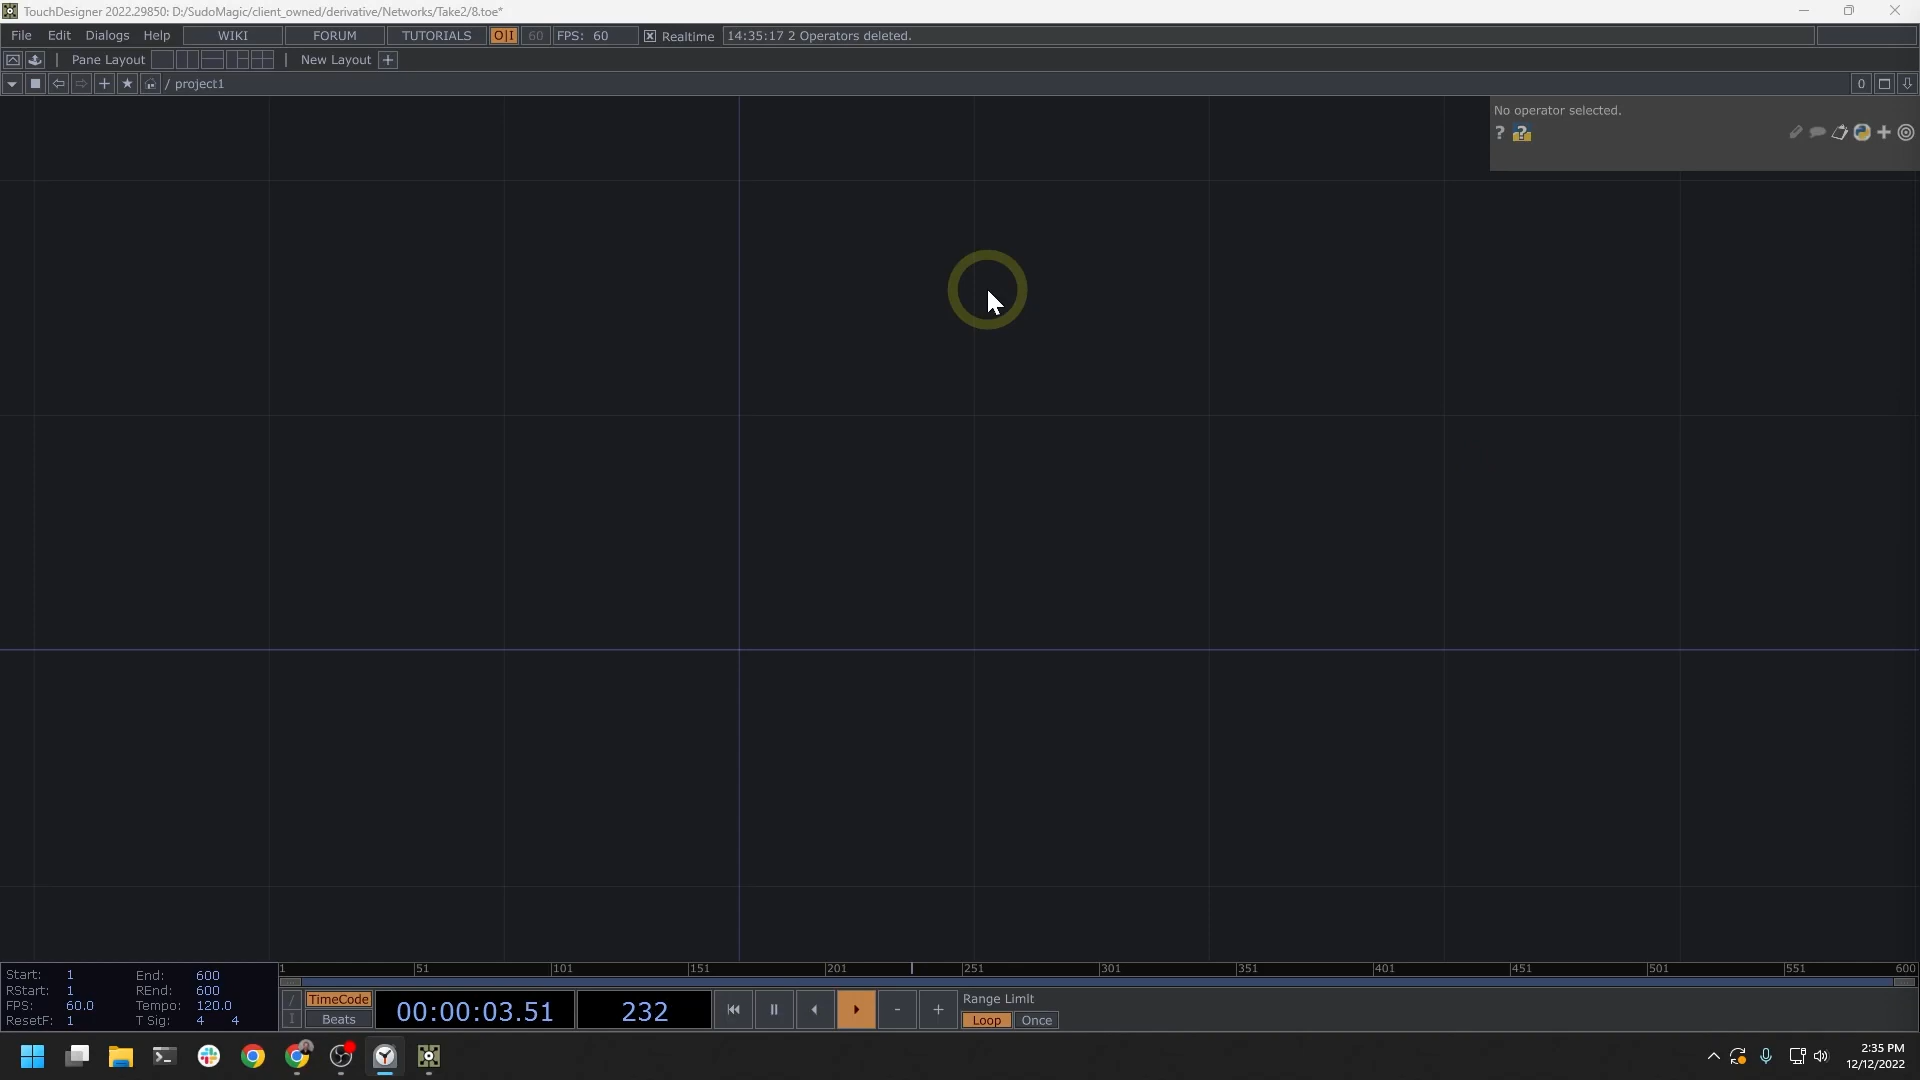 TouchDesigner 2022.29850: D:/SudoMagic/client_owned/derivative/Networks/Take2/8.toe*
File Edit Dialogs Help WIKI FORUM TUTORIALS O|I 60 FPS: 60 Realtime 14:35:17 2 Operators deleted.
Pane Layout New Layout +
/ project1 0
No operator selected.
? ?
1 51 101 151 201 251 301 351 401 451 501 551 600
Start: 1 End: 600
RStart: 1 REnd: 600
FPS: 60.0 Tempo: 120.0
ResetF: 1 T Sig: 4 4
/ TimeCode 00:00:03.51 232 - + Range Limit
I Beats Loop Once
2:35 PM
12/12/2022